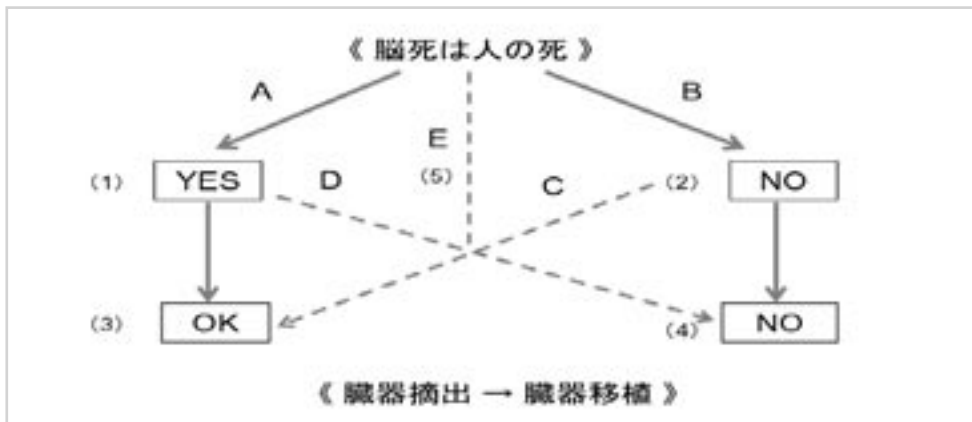 《 脳死は人の死 》
A
B
E
(1) YES D (5) C (2) NO
(3) OK
(4) NO
《 臓器摘出 → 臓器移植 》